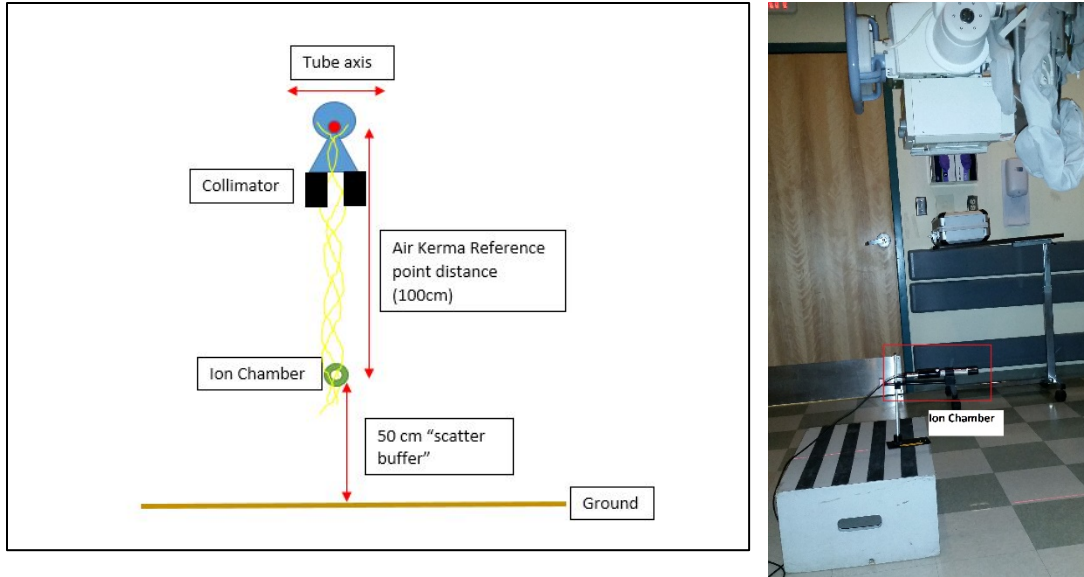 Tube axis
Collimator
Air Kerma Reference
point distance
(100cm)
Ion Chamber
50 cm “scatter
buffer”
Ground
Ion Chamber